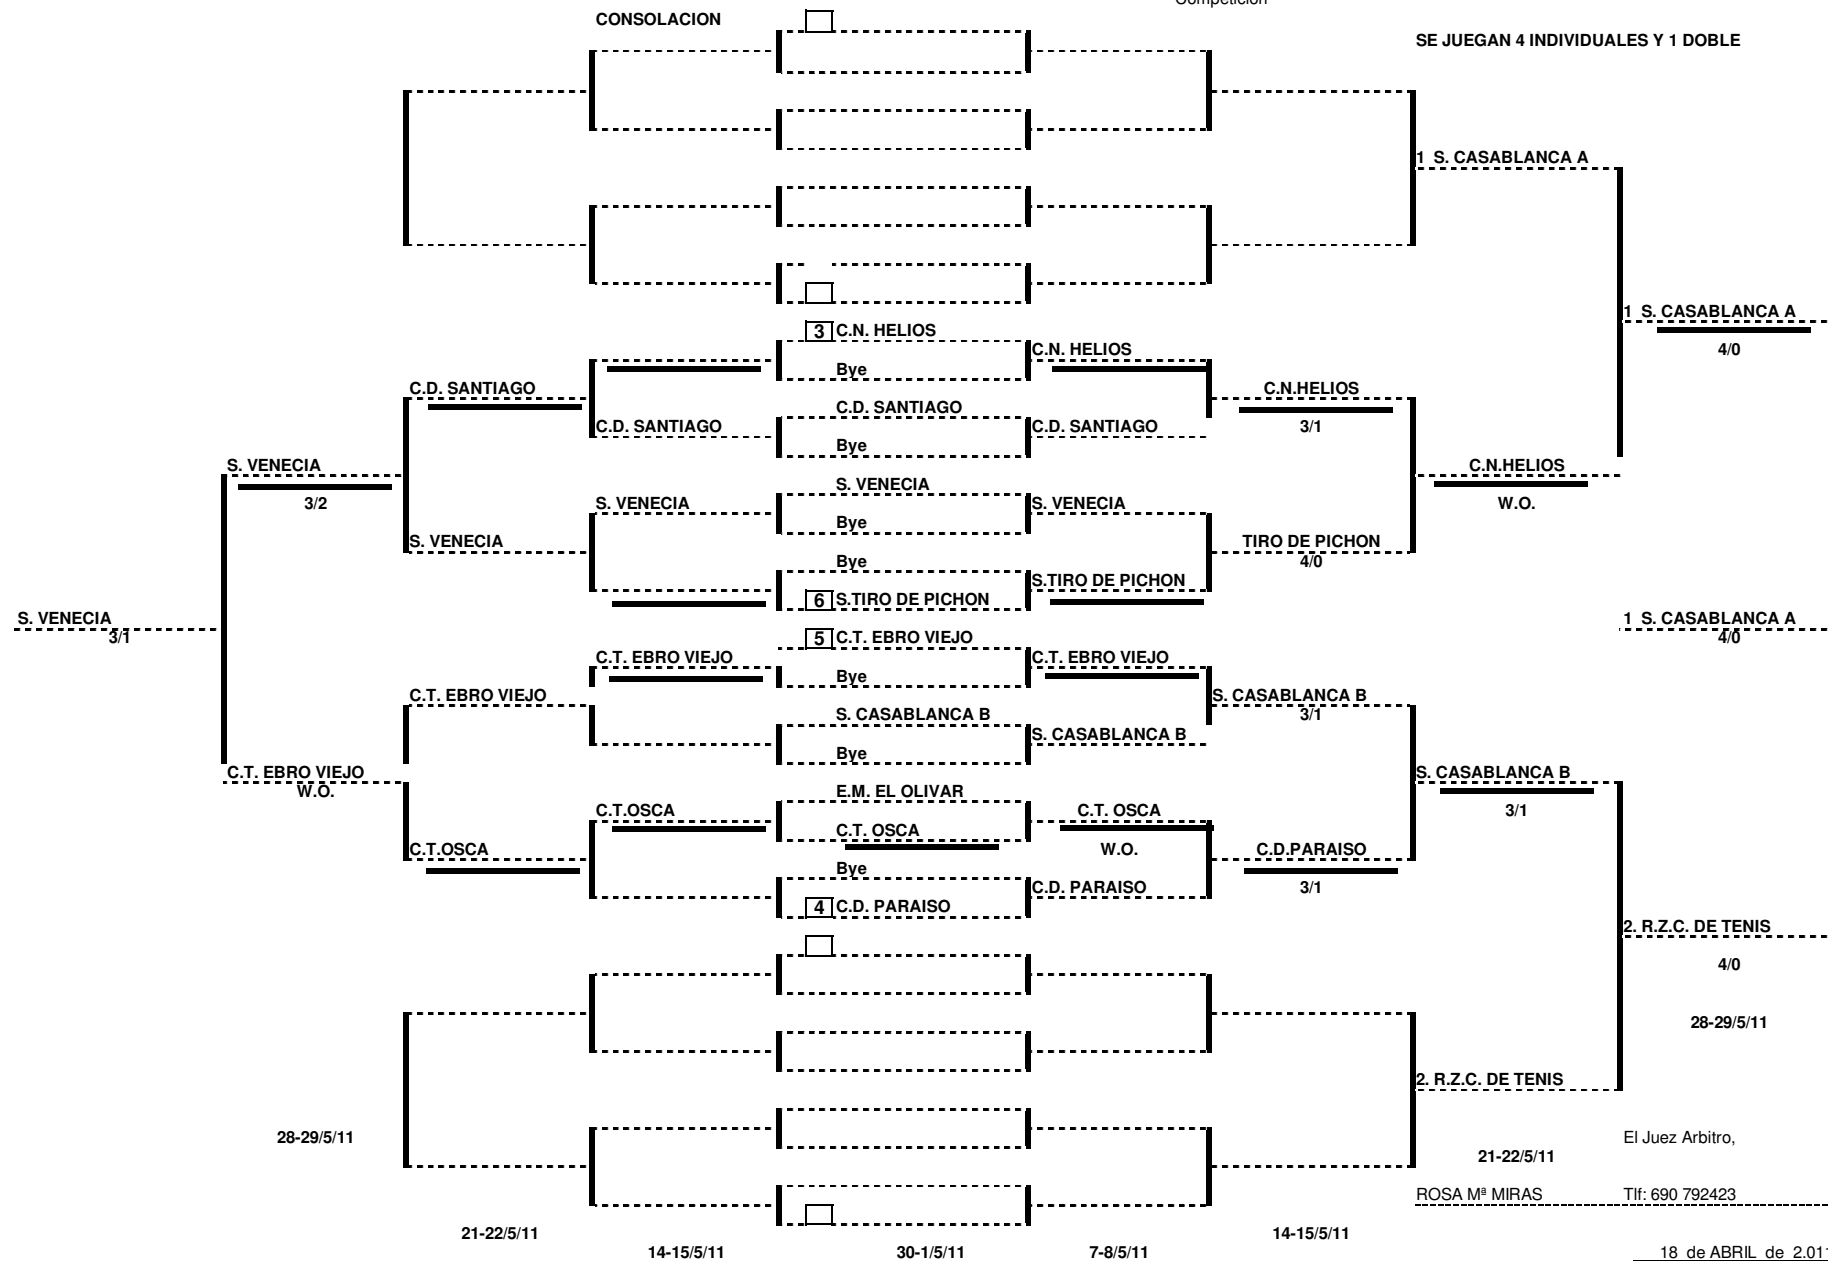 Competición
CONSOLACION
SE JUEGAN 4 INDIVIDUALES Y 1 DOBLE
1 S. CASABLANCA A
1 S. CASABLANCA A
4/0
3 C.N. HELIOS
C.N. HELIOS
Bye
C.D. SANTIAGO
C.N.HELIOS
3/1
C.D. SANTIAGO
C.D. SANTIAGO
C.D. SANTIAGO
Bye
S. VENECIA
3/2
C.N.HELIOS
W.O.
S. VENECIA
S. VENECIA
S. VENECIA
Bye
S. VENECIA
TIRO DE PICHON
4/0
Bye
S.TIRO DE PICHON
6 S.TIRO DE PICHON
S. VENECIA
3/1
1 S. CASABLANCA A
4/0
5 C.T. EBRO VIEJO
C.T. EBRO VIEJO
C.T. EBRO VIEJO
Bye
C.T. EBRO VIEJO
S. CASABLANCA B
3/1
S. CASABLANCA B
S. CASABLANCA B
Bye
C.T. EBRO VIEJO
W.O.
S. CASABLANCA B
3/1
E.M. EL OLIVAR
C.T.OSCA
C.T. OSCA
W.O.
C.T. OSCA
C.T.OSCA
C.D.PARAISO
3/1
Bye
C.D. PARAISO
4 C.D. PARAISO
2. R.Z.C. DE TENIS
4/0
28-29/5/11
2. R.Z.C. DE TENIS
28-29/5/11
El Juez Arbitro,
21-22/5/11
ROSA Mª MIRAS Tlf: 690 792423
21-22/5/11
14-15/5/11
14-15/5/11
30-1/5/11
7-8/5/11
18 de ABRIL de 2.011